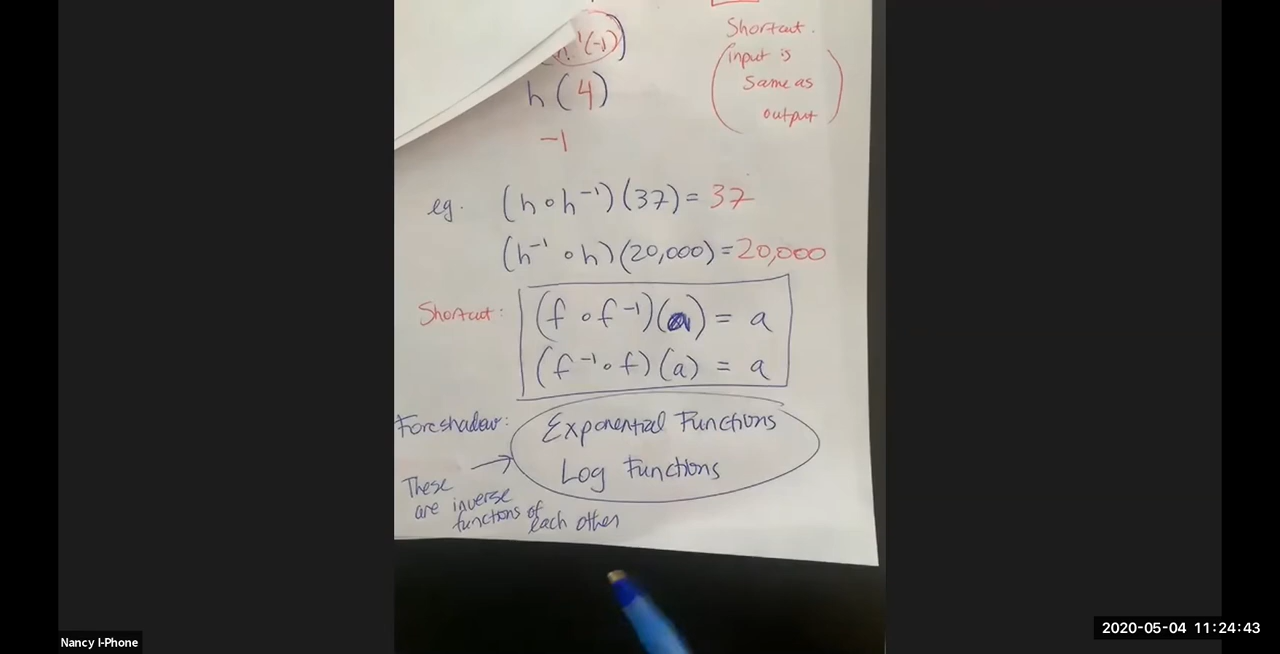 h⁻¹(-1))
h(4)
-1
Shortcut.
(input is
same as
output)
eg. (h∘h⁻¹)(37) = 37
(h⁻¹∘h)(20,000) = 20,000
Shortcut: (f∘f⁻¹)(a) = a
(f⁻¹∘f)(a) = a
Foreshadow: Exponential Functions
Log Functions
These → 
are inverse
functions of
each other
Nancy I-Phone
2020-05-04 11:24:43